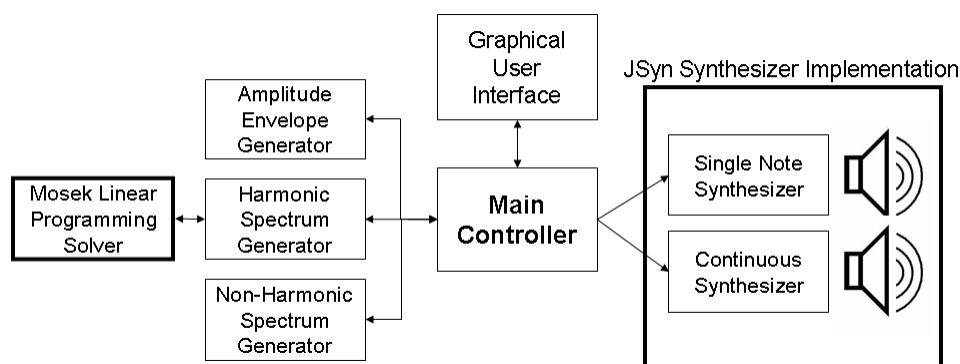 Graphical
User
Interface
JSyn Synthesizer Implementation
Amplitude
Envelope
Generator
Mosek Linear
Programming
Solver
Harmonic
Spectrum
Generator
Main
Controller
Single Note
Synthesizer
Continuous
Synthesizer
Non-Harmonic
Spectrum
Generator